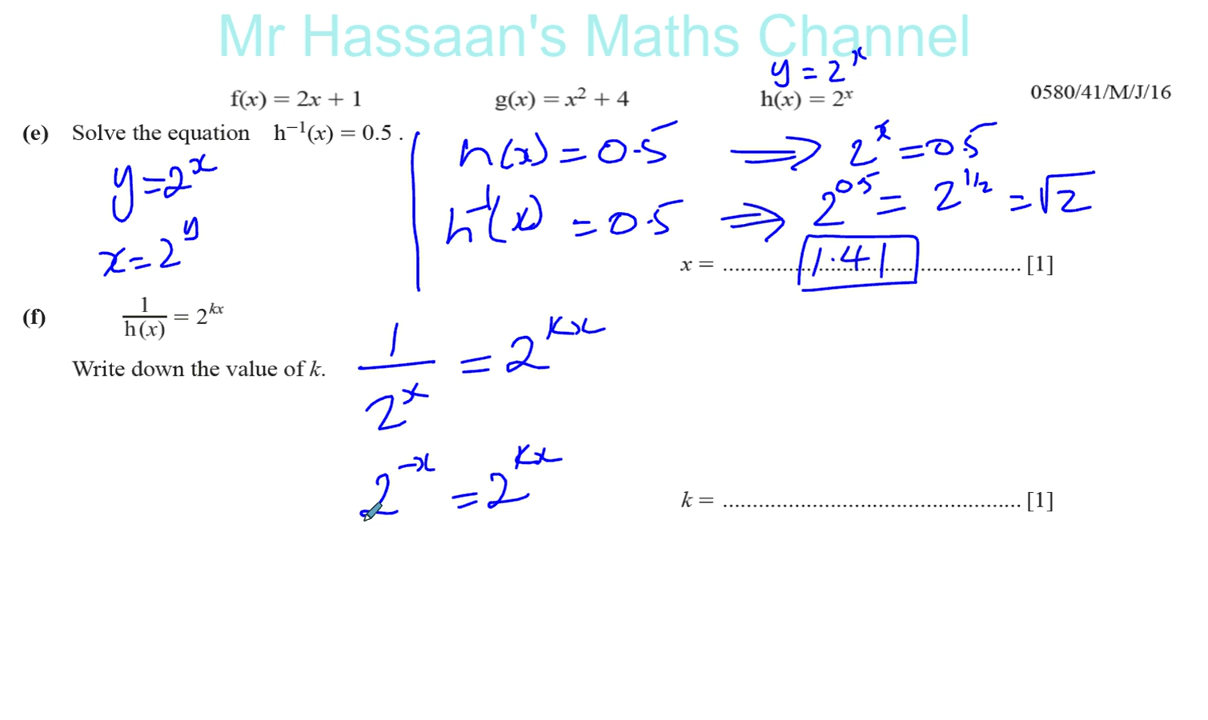 Mr Hassaan's Maths Channel
y = 2^x
f(x) = 2x + 1 g(x) = x² + 4 h(x) = 2^x 0580/41/M/J/16
(e) Solve the equation h⁻¹(x) = 0.5 .
y = 2^x
x = 2^y
h(x) = 0.5 ⟹ 2^x = 0.5
h⁻¹(x) = 0.5 ⟹ 2^0.5 = 2^1/2 = √2
x = .............1.41.............. [1]
(f) 1/h(x) = 2^kx
Write down the value of k.
1/2^x = 2^kx
2^-x = 2^kx
k = ................................................ [1]